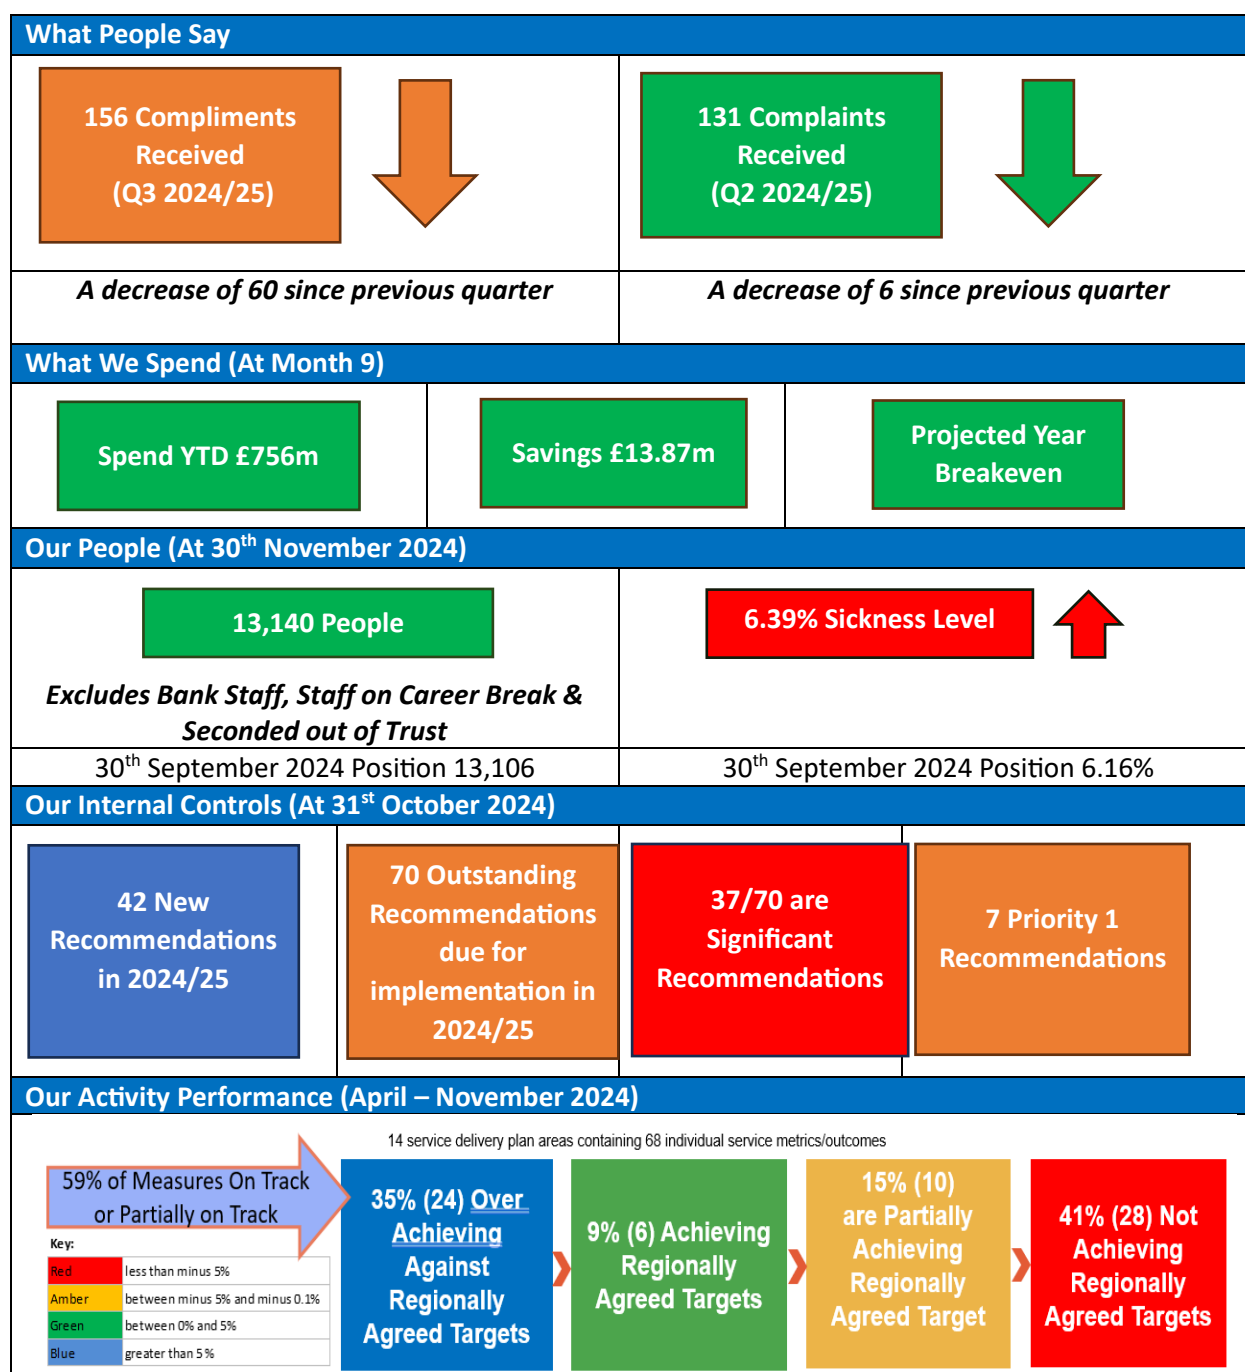 What People Say
156 Compliments
Received
(Q3 2024/25)
131 Complaints
Received
(Q2 2024/25)
A decrease of 60 since previous quarter
A decrease of 6 since previous quarter
What We Spend (At Month 9)
Spend YTD £756m
Savings £13.87m
Projected Year
Breakeven
Our People (At 30th November 2024)
13,140 People
Excludes Bank Staff, Staff on Career Break &
Seconded out of Trust
6.39% Sickness Level
30th September 2024 Position 13,106
30th September 2024 Position 6.16%
Our Internal Controls (At 31st October 2024)
42 New
Recommendations
in 2024/25
70 Outstanding
Recommendations
due for
implementation in
2024/25
37/70 are
Significant
Recommendations
7 Priority 1
Recommendations
Our Activity Performance (April – November 2024)
14 service delivery plan areas containing 68 individual service metrics/outcomes
59% of Measures On Track
or Partially on Track
Key:
Red less than minus 5%
Amber between minus 5% and minus 0.1%
Green between 0% and 5%
Blue greater than 5%
35% (24) Over
Achieving
Against
Regionally
Agreed Targets
9% (6) Achieving
Regionally
Agreed Targets
15% (10)
are Partially
Achieving
Regionally
Agreed Target
41% (28) Not
Achieving
Regionally
Agreed Targets